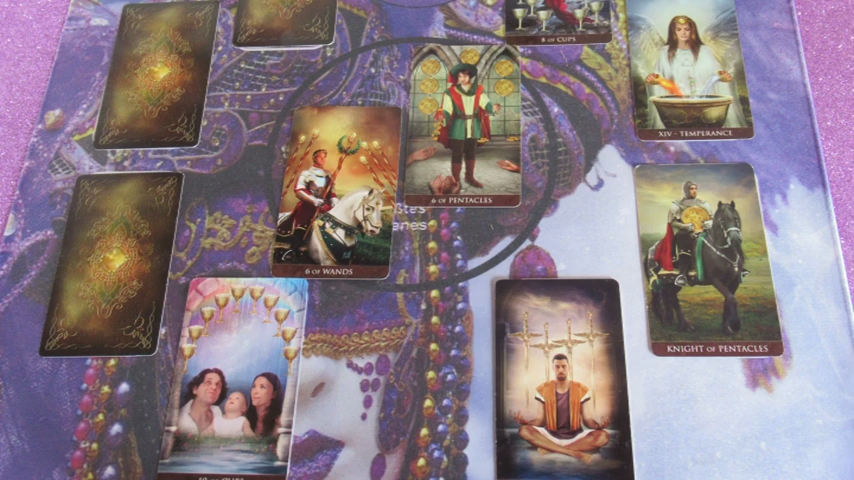 8 OF CUPS
XIV - TEMPERANCE
6 OF PENTACLES
6 OF WANDS
KNIGHT OF PENTACLES